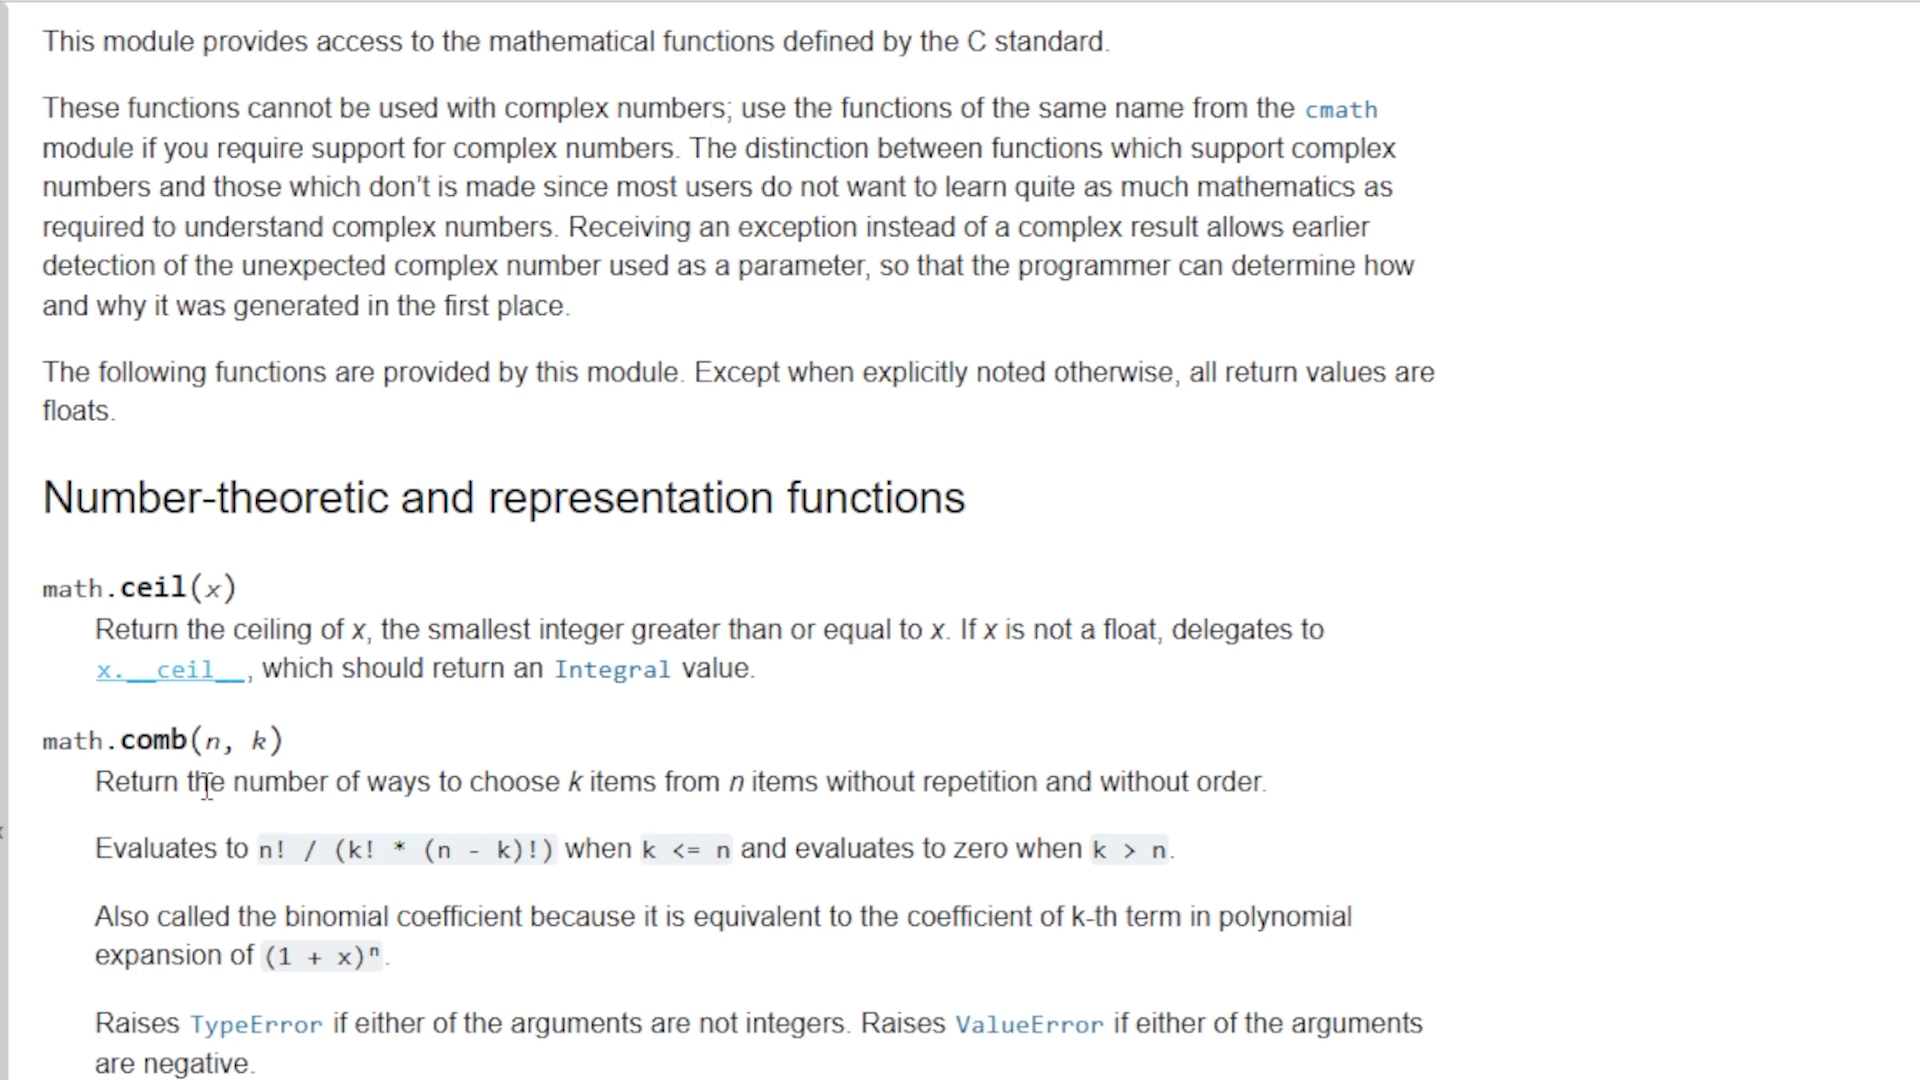 This module provides access to the mathematical functions defined by the C standard.
These functions cannot be used with complex numbers; use the functions of the same name from the cmath
module if you require support for complex numbers. The distinction between functions which support complex
numbers and those which don't is made since most users do not want to learn quite as much mathematics as
required to understand complex numbers. Receiving an exception instead of a complex result allows earlier
detection of the unexpected complex number used as a parameter, so that the programmer can determine how
and why it was generated in the first place.
The following functions are provided by this module. Except when explicitly noted otherwise, all return values are
floats.
Number-theoretic and representation functions
math.ceil(x)
Return the ceiling of x, the smallest integer greater than or equal to x. If x is not a float, delegates to
x.__ceil__, which should return an Integral value.
math.comb(n, k)
Return the number of ways to choose k items from n items without repetition and without order.
Evaluates to n! / (k! * (n - k)!) when k <= n and evaluates to zero when k > n.
Also called the binomial coefficient because it is equivalent to the coefficient of k-th term in polynomial
expansion of (1 + x)ⁿ.
Raises TypeError if either of the arguments are not integers. Raises ValueError if either of the arguments
are negative.